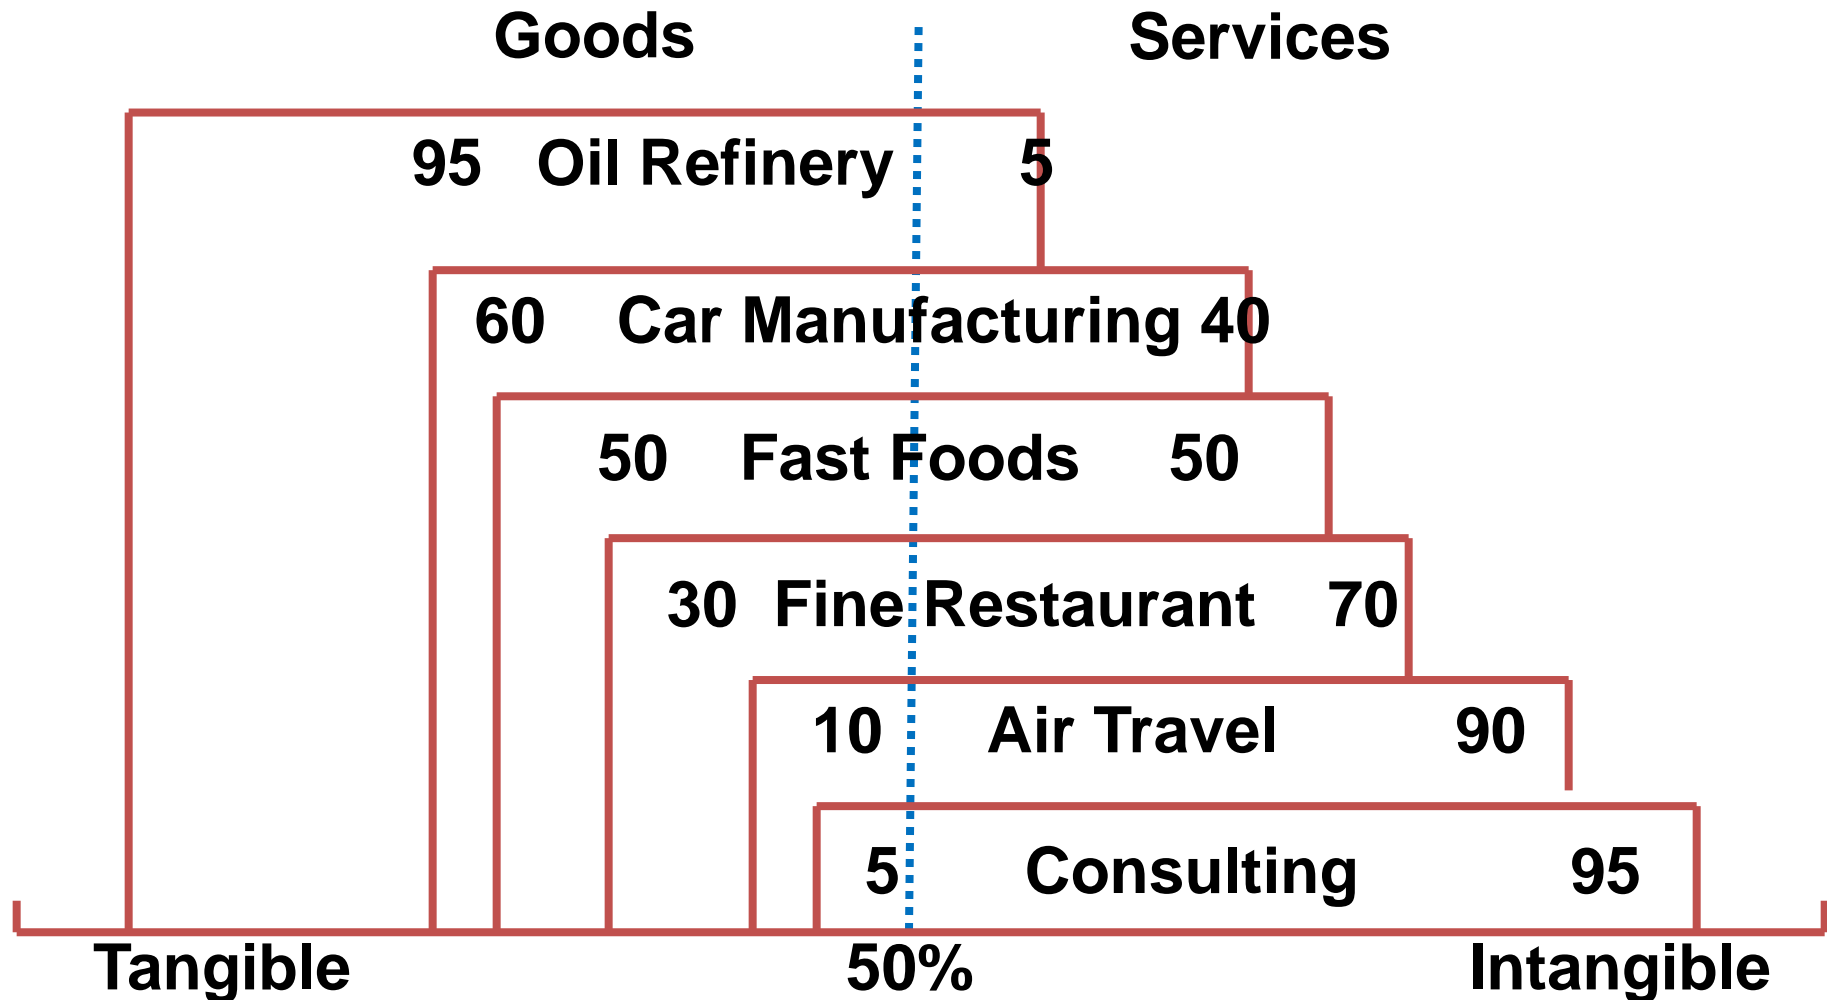 Goods Services
95 Oil Refinery 5
60 Car Manufacturing 40
50 Fast Foods 50
30 Fine Restaurant 70
10 Air Travel 90
5 Consulting 95
Tangible 50% Intangible